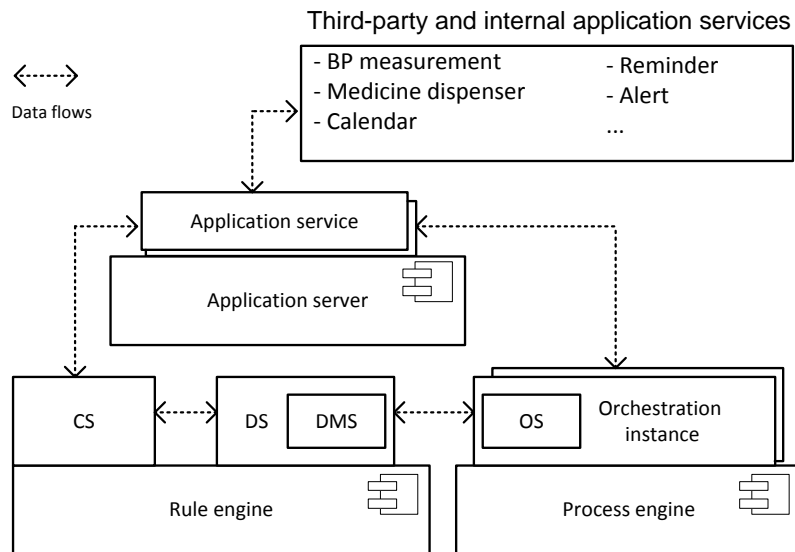 Third-party and internal application services
- BP measurement
- Medicine dispenser
- Calendar
- Reminder
- Alert
...
Data flows
Application service
Application server
CS
DS
DMS
OS
Orchestration
instance
Rule engine
Process engine